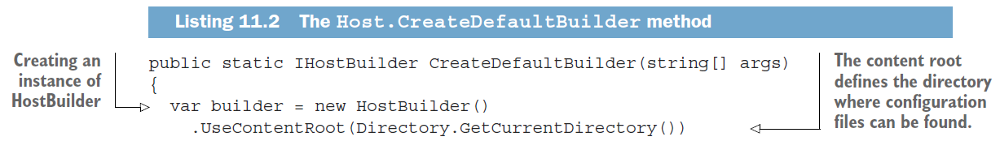 Listing 11.2 The Host.CreateDefaultBuilder method
Creating an
instance of
HostBuilder
public static IHostBuilder CreateDefaultBuilder(string[] args)
{
var builder = new HostBuilder()
.UseContentRoot(Directory.GetCurrentDirectory())
The content root
defines the directory
where configuration
files can be found.